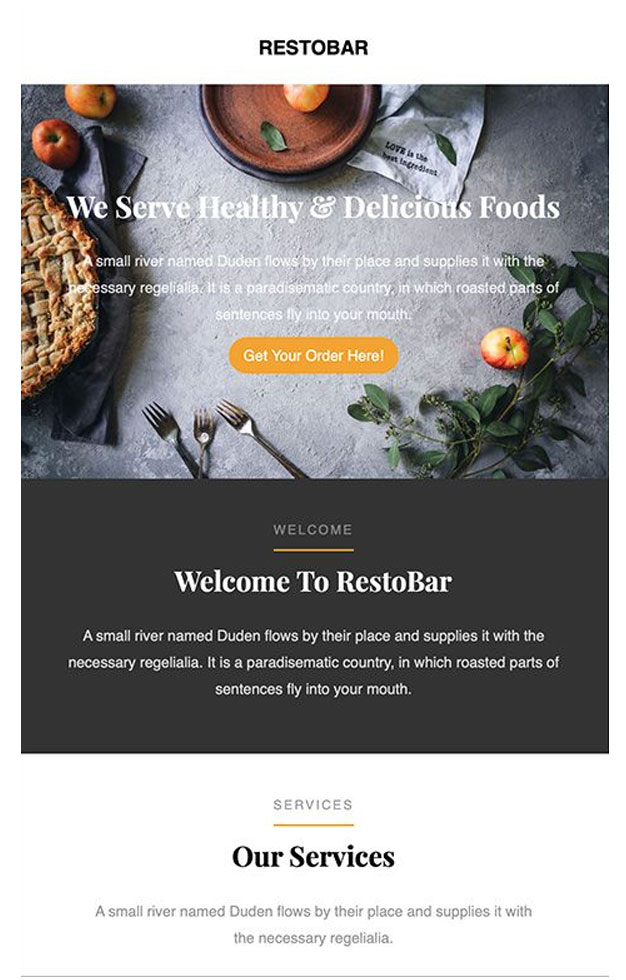 RESTOBAR
LOVE is the
best ingredient
We Serve Healthy & Delicious Foods
A small river named Duden flows by their place and supplies it with the
necessary regelialia. It is a paradisematic country, in which roasted parts of
sentences fly into your mouth.
Get Your Order Here!
WELCOME
Welcome To RestoBar
A small river named Duden flows by their place and supplies it with the
necessary regelialia. It is a paradisematic country, in which roasted parts of
sentences fly into your mouth.
SERVICES
Our Services
A small river named Duden flows by their place and supplies it with
the necessary regelialia.